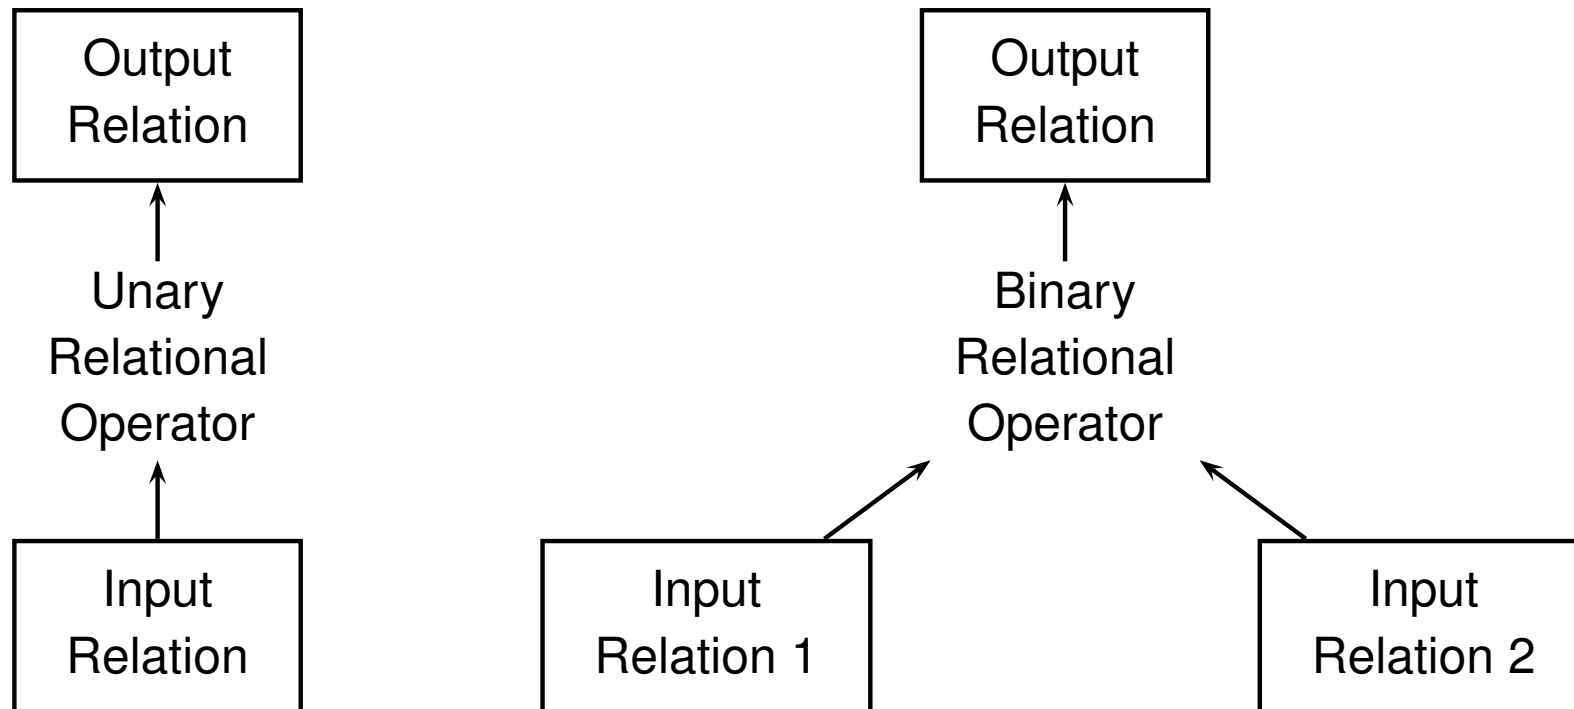 Output
Relation
Unary
Relational
Operator
Input
Relation
Output
Relation
Binary
Relational
Operator
Input
Relation 1
Input
Relation 2